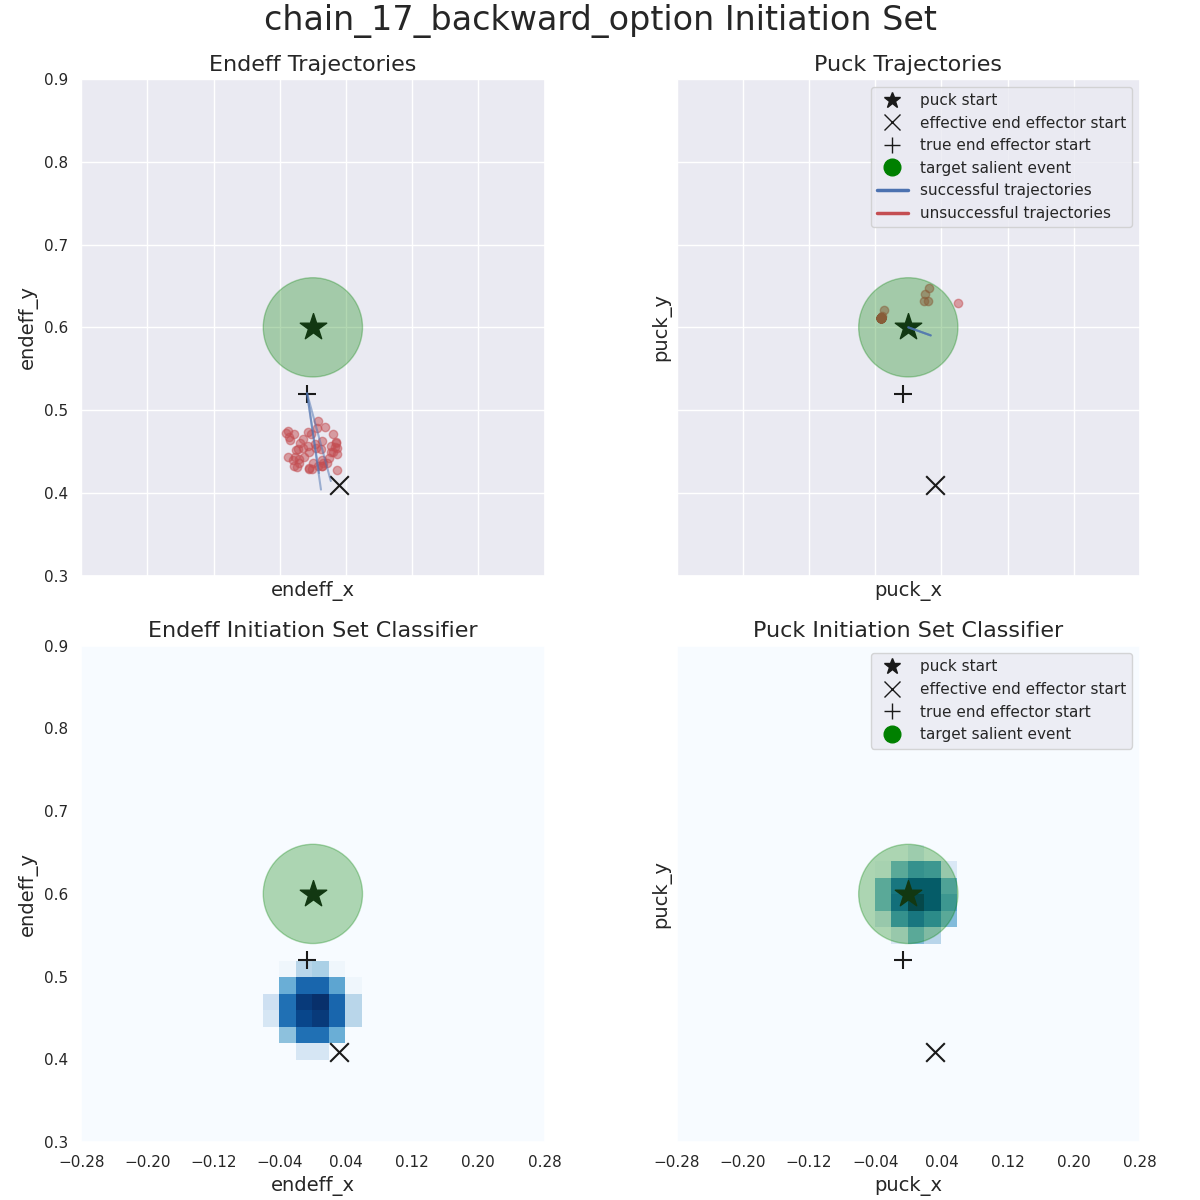 chain_17_backward_option Initiation Set
Endeff Trajectories
0.9
0.8
0.7
0.6
0.5
0.4
0.3
endeff_y
endeff_x
Puck Trajectories
puck start
effective end effector start
true end effector start
target salient event
successful trajectories
unsuccessful trajectories
puck_y
puck_x
Endeff Initiation Set Classifier
0.9
0.8
0.7
0.6
0.5
0.4
0.3
endeff_y
−0.28 −0.20 −0.12 −0.04 0.04 0.12 0.20 0.28
endeff_x
Puck Initiation Set Classifier
puck start
effective end effector start
true end effector start
target salient event
puck_y
−0.28 −0.20 −0.12 −0.04 0.04 0.12 0.20 0.28
puck_x